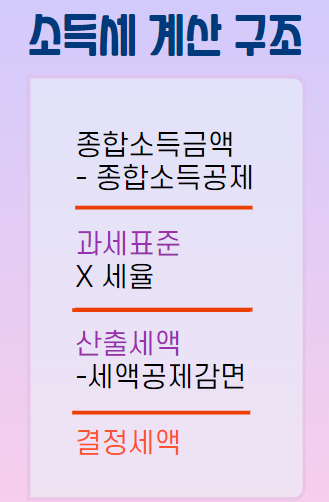 소득세 계산 구조
종합소득금액
- 종합소득공제
과세표준
X 세율
산출세액
-세액공제감면
결정세액